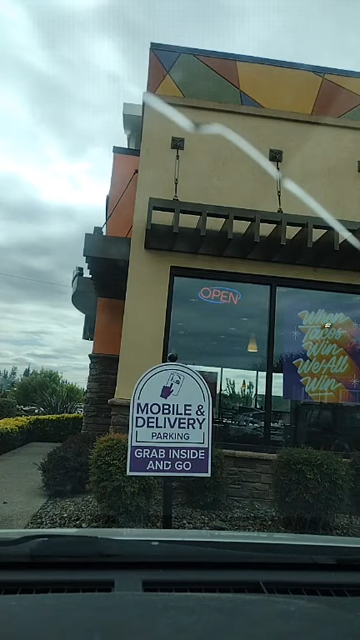 OPEN
When
Tacos
Win,
We All
Win
MOBILE &
DELIVERY
PARKING
GRAB INSIDE
AND GO